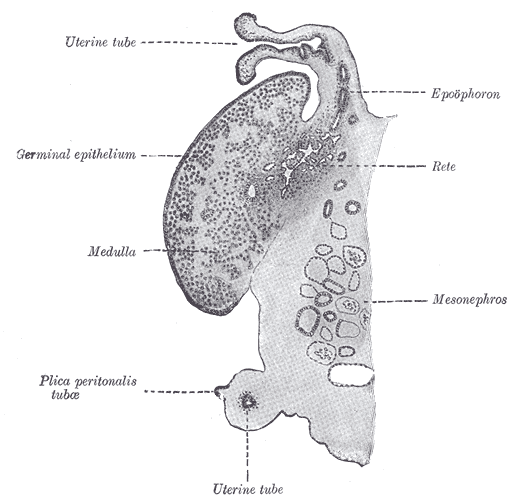 Uterine tube
Epoöphoron
Germinal epithelium
Rete
Medulla
Mesonephros
Plica peritonalis
tubæ
Uterine tube